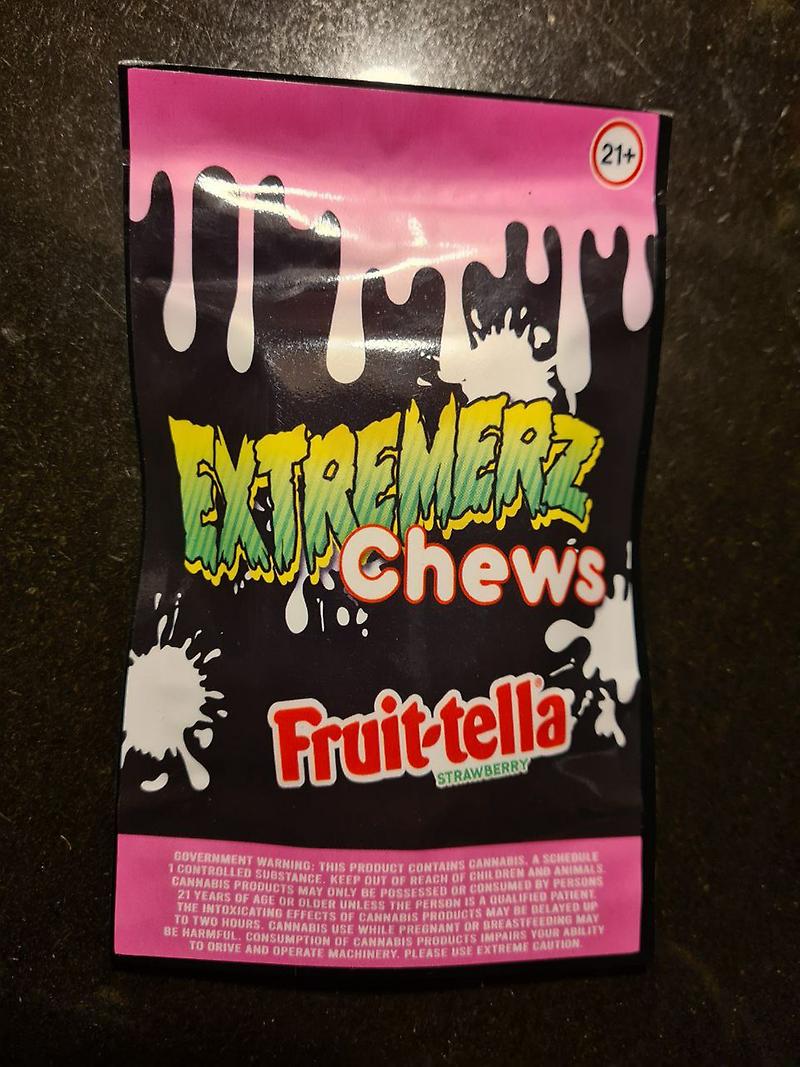 21+
EXTREMERZ
Chews
Fruit-tella®
STRAWBERRY
GOVERNMENT WARNING: THIS PRODUCT CONTAINS CANNABIS, A SCHEDULE
1 CONTROLLED SUBSTANCE. KEEP OUT OF REACH OF CHILDREN AND ANIMALS.
CANNABIS PRODUCTS MAY ONLY BE POSSESSED OR CONSUMED BY PERSONS
21 YEARS OF AGE OR OLDER UNLESS THE PERSON IS A QUALIFIED PATIENT.
THE INTOXICATING EFFECTS OF CANNABIS PRODUCTS MAY BE DELAYED UP
TO TWO HOURS. CANNABIS USE WHILE PREGNANT OR BREASTFEEDING MAY
BE HARMFUL. CONSUMPTION OF CANNABIS PRODUCTS IMPAIRS YOUR ABILITY
TO DRIVE AND OPERATE MACHINERY. PLEASE USE EXTREME CAUTION.